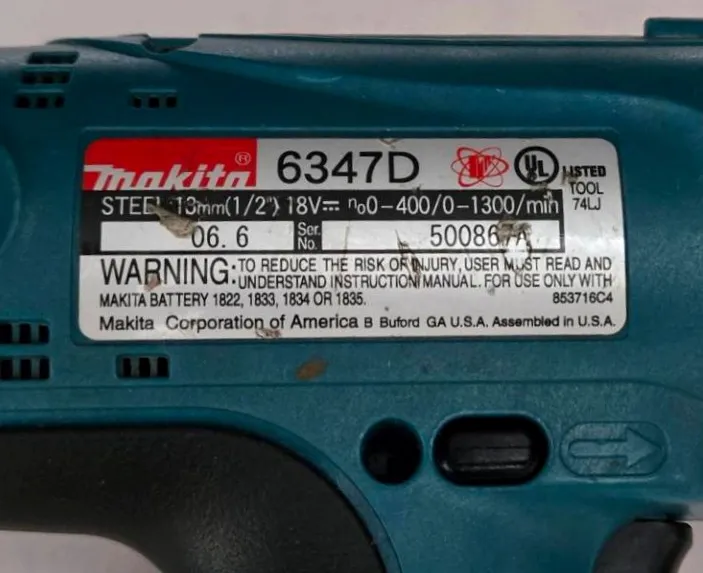 makita® 6347D UL LISTED
TOOL
74LJ
STEEL 13mm(1/2") 18V⎓ n₀0-400/0-1300/min
06. 6 Ser. No.
WARNING: TO REDUCE THE RISK OF INJURY, USER MUST READ AND
UNDERSTAND INSTRUCTION MANUAL. FOR USE ONLY WITH
MAKITA BATTERY 1822, 1833, 1834 OR 1835. 853716C4
Makita Corporation of America B Buford GA U.S.A. Assembled in U.S.A.